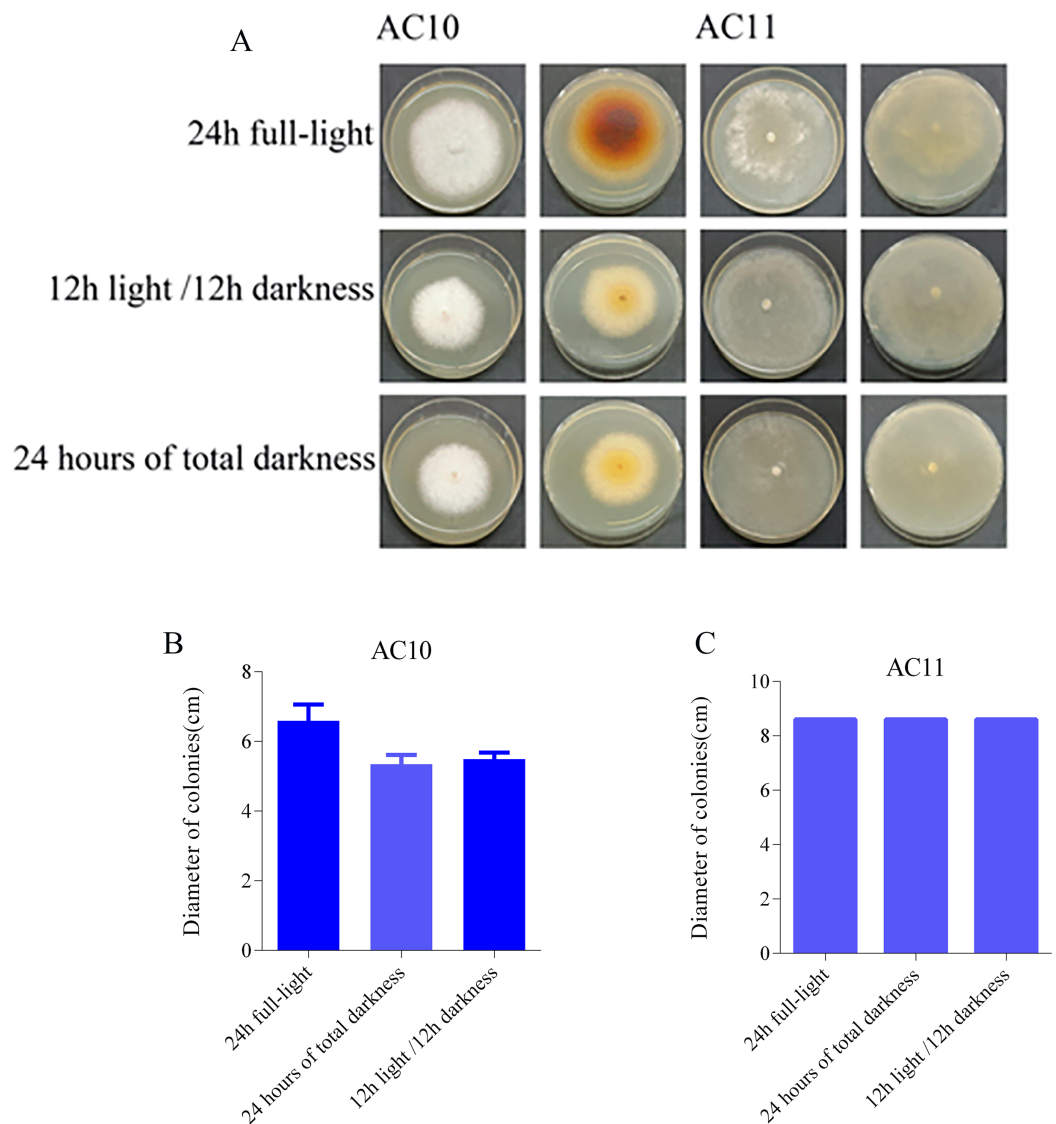 A
AC10
AC11
24h full-light
12h light /12h darkness
24 hours of total darkness
B
AC10
Diameter of colonies(cm)
8
6
4
2
0
24h full-light
24 hours of total darkness
12h light /12h darkness
C
AC11
Diameter of colonies(cm)
10
8
6
4
2
0
24h full-light
24 hours of total darkness
12h light /12h darkness